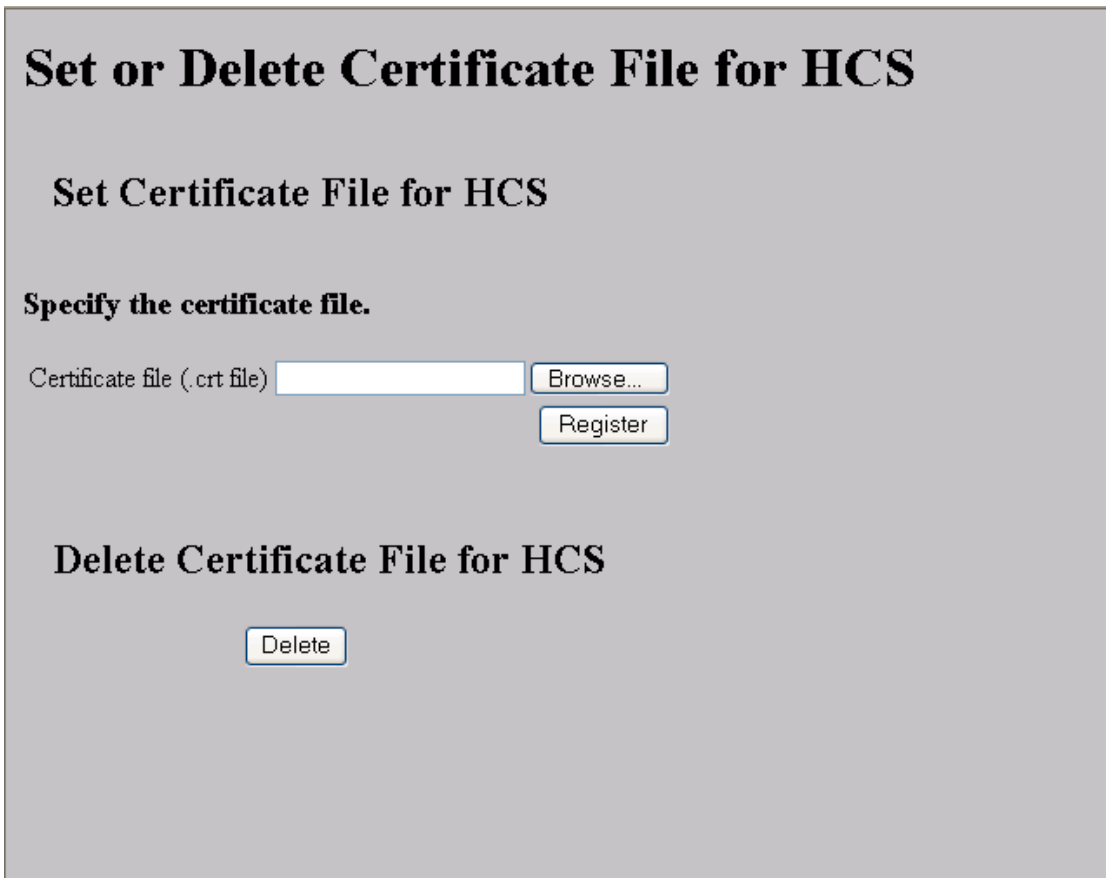 Set or Delete Certificate File for HCS
Set Certificate File for HCS
Specify the certificate file.
Certificate file (.crt file) Browse...
Register
Delete Certificate File for HCS
Delete